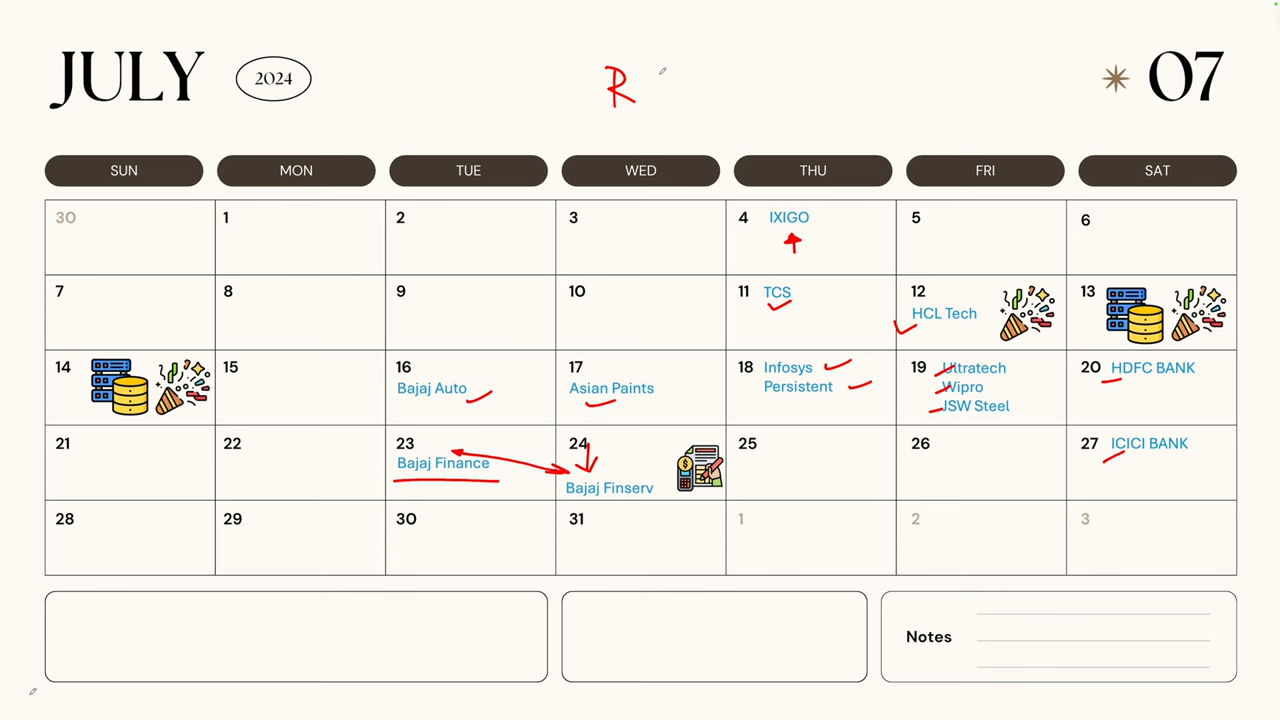 JULY
2024
R
07
SUN MON TUE WED THU FRI SAT
30 1 2 3 4 IXIGO 5 6
7 8 9 10 11 TCS 12 13
HCL Tech
14 15 16 17 18 Infosys 19 Ultratech 20 HDFC BANK
Bajaj Auto Asian Paints Persistent Wipro
JSW Steel
21 22 23 24 25 26 27 ICICI BANK
Bajaj Finance
Bajaj Finserv
28 29 30 31 1 2 3
Notes